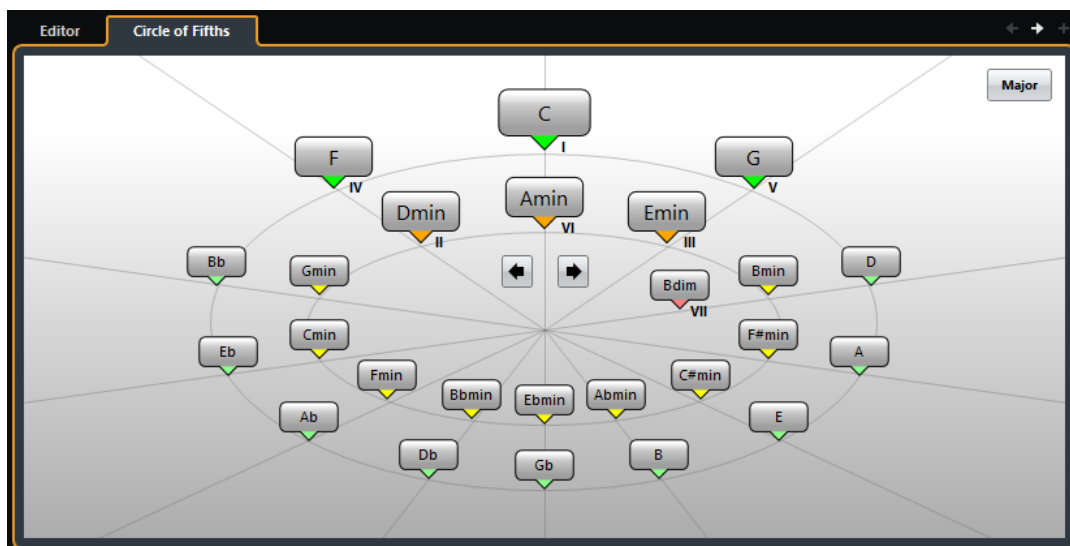 Editor
Circle of Fifths
Major
C
I
F
IV
G
V
Dmin
II
Amin
VI
Emin
III
Bb
Gmin
Bdim
VII
Bmin
D
Eb
Cmin
F#min
A
Fmin
C#min
Bbmin
Ebmin
Abmin
Ab
E
Db
Gb
B